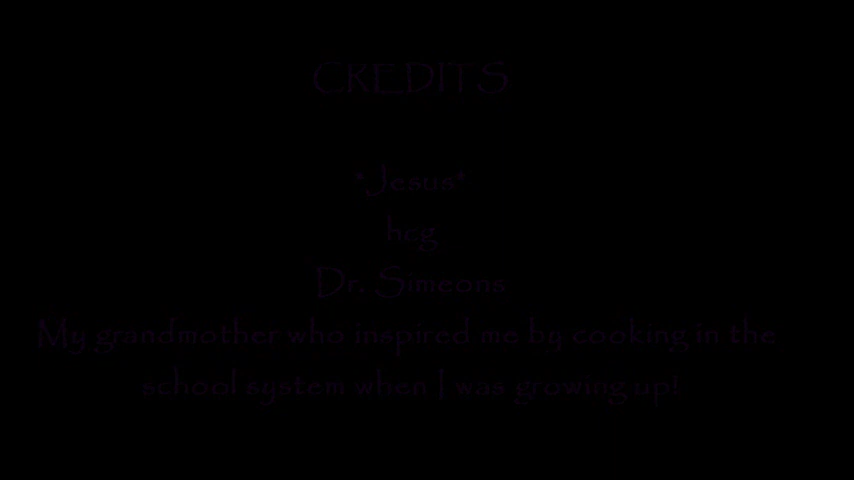 CREDITS
*Jesus*
hcg
Dr. Simeons
My grandmother who inspired me by cooking in the
school system when I was growing up!